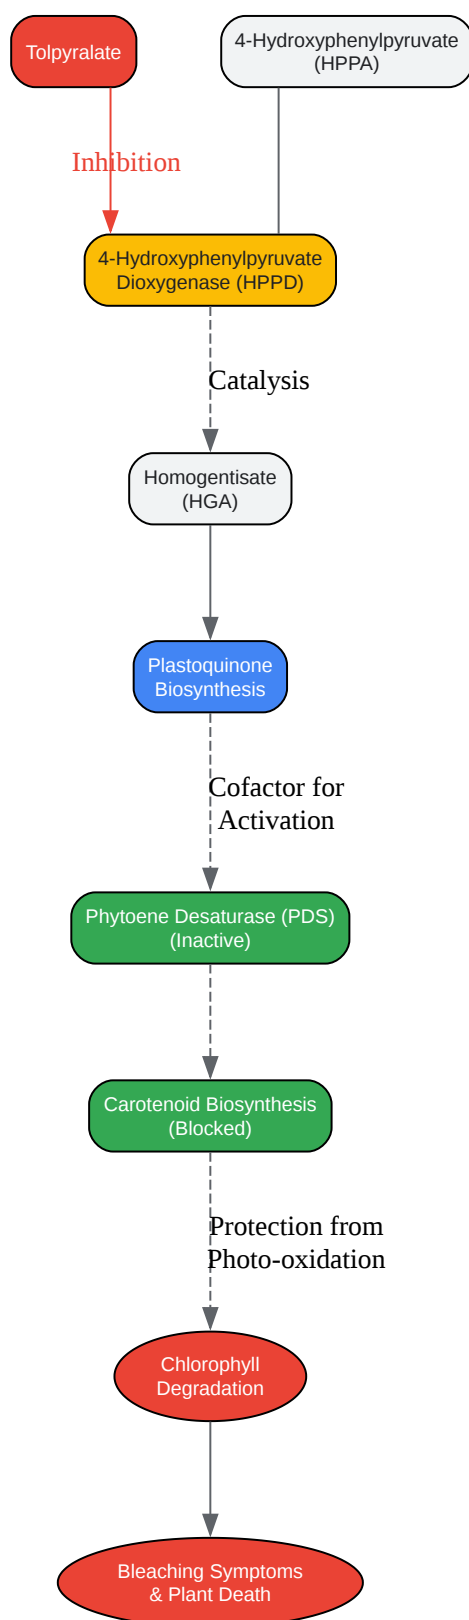 Tolpyralate
4-Hydroxyphenylpyruvate
(HPPA)
Inhibition
4-Hydroxyphenylpyruvate
Dioxygenase (HPPD)
Catalysis
Homogentisate
(HGA)
Plastoquinone
Biosynthesis
Cofactor for
Activation
Phytoene Desaturase (PDS)
(Inactive)
Carotenoid Biosynthesis
(Blocked)
Protection from
Photo-oxidation
Chlorophyll
Degradation
Bleaching Symptoms
& Plant Death